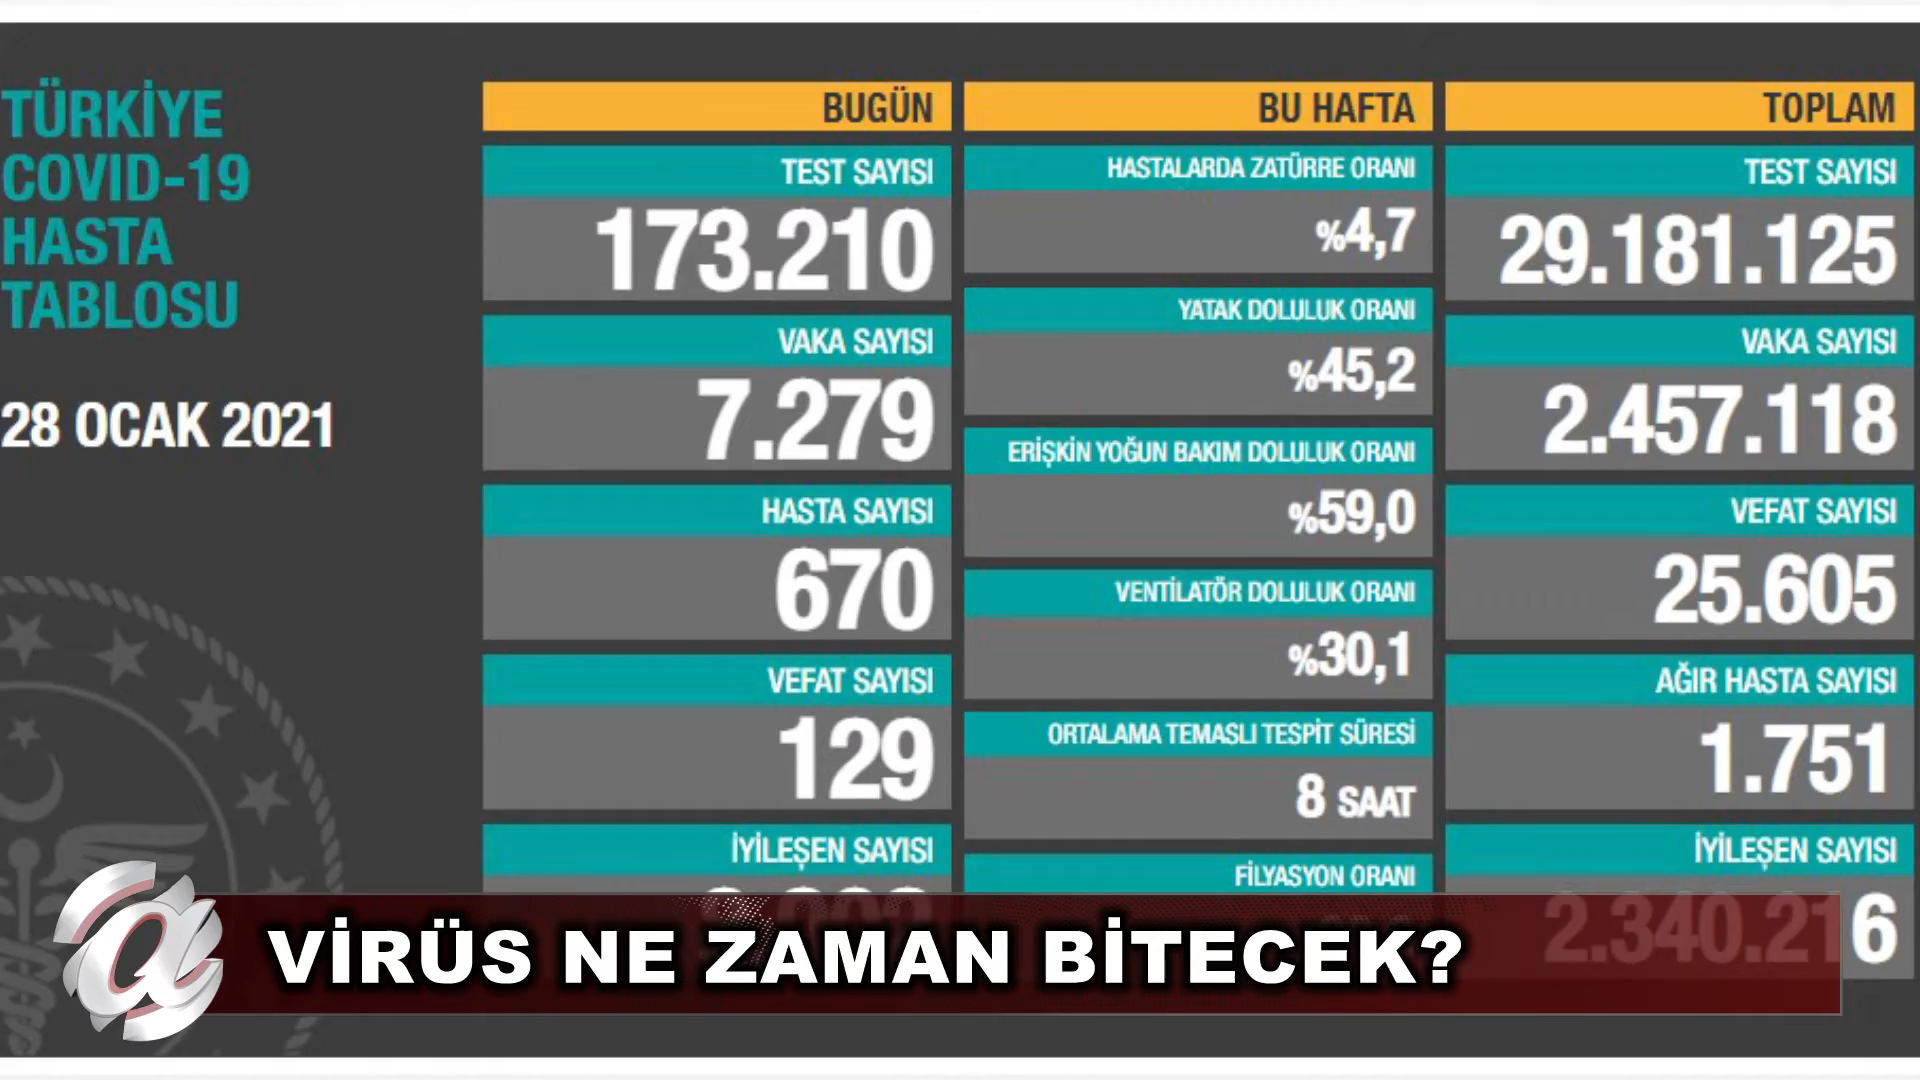 TÜRKİYE
COVID-19
HASTA
TABLOSU
28 OCAK 2021
BUGÜN
TEST SAYISI
173.210
VAKA SAYISI
7.279
HASTA SAYISI
670
VEFAT SAYISI
129
İYİLEŞEN SAYISI
BU HAFTA
HASTALARDA ZATÜRRE ORANI
%4,7
YATAK DOLULUK ORANI
%45,2
ERİŞKİN YOĞUN BAKIM DOLULUK ORANI
%59,0
VENTİLATÖR DOLULUK ORANI
%30,1
ORTALAMA TEMASLI TESPİT SÜRESİ
8 SAAT
FİLYASYON ORANI
TOPLAM
TEST SAYISI
29.181.125
VAKA SAYISI
2.457.118
VEFAT SAYISI
25.605
AĞIR HASTA SAYISI
1.751
İYİLEŞEN SAYISI
2.340.216
VİRÜS NE ZAMAN BİTECEK?